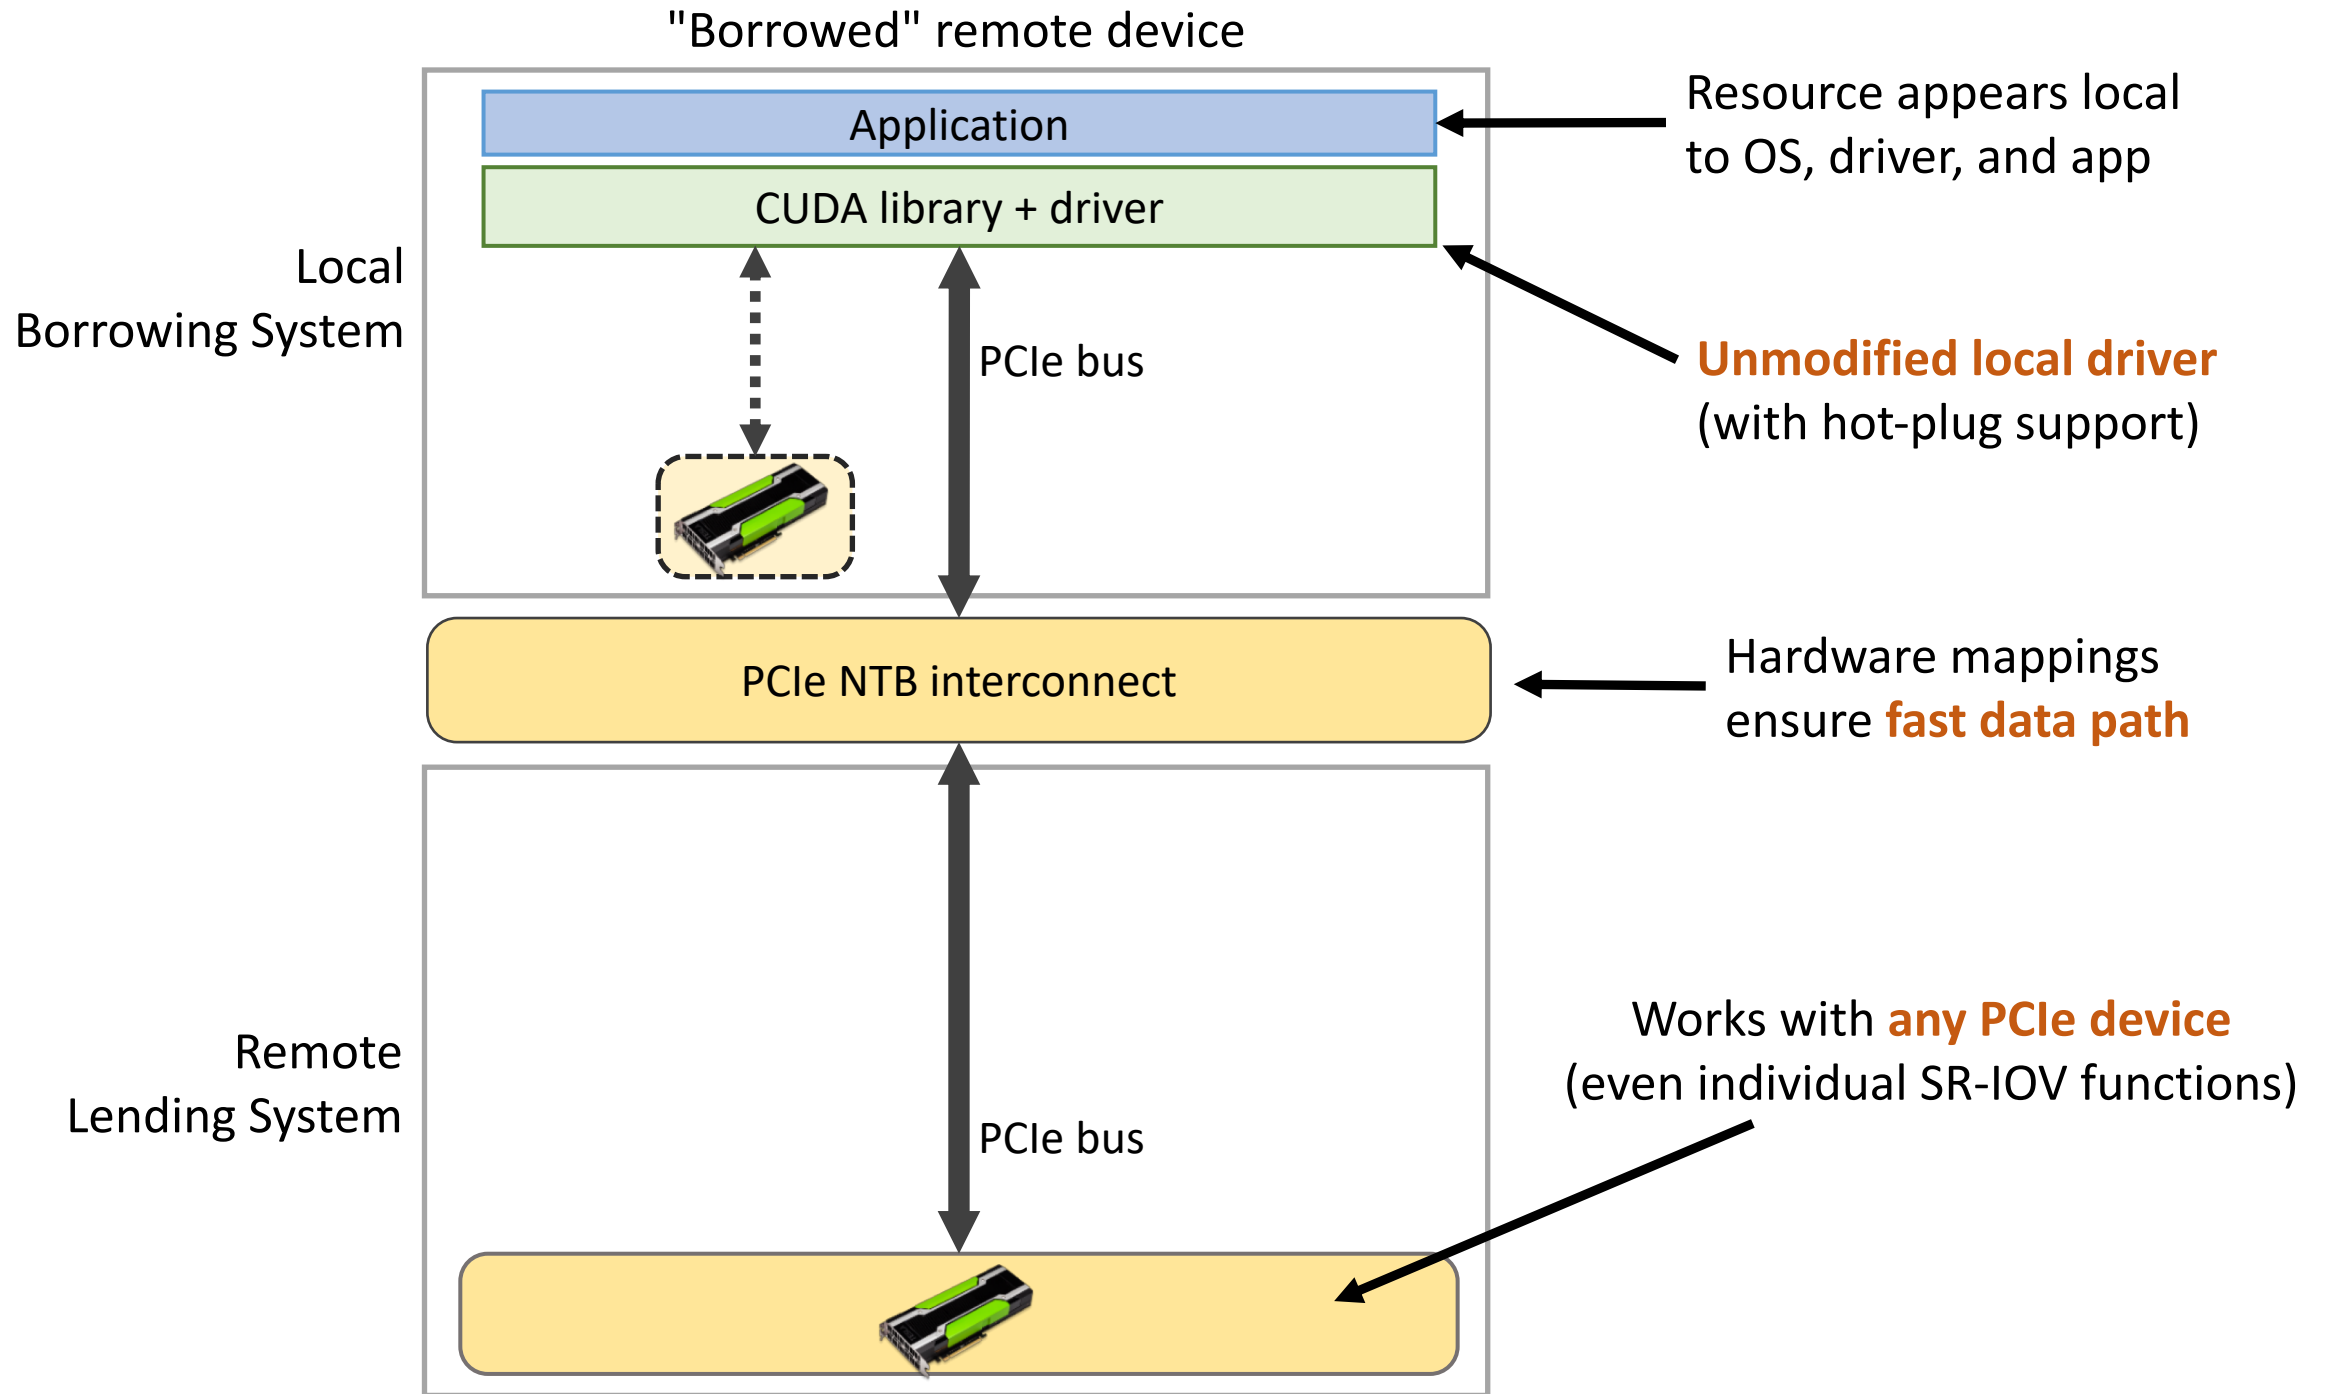 "Borrowed" remote device
Application
CUDA library + driver
Resource appears local
to OS, driver, and app
Local
Borrowing System
PCIe bus
Unmodified local driver
(with hot-plug support)
PCIe NTB interconnect
Hardware mappings
ensure fast data path
Remote
Lending System
PCIe bus
Works with any PCIe device
(even individual SR-IOV functions)